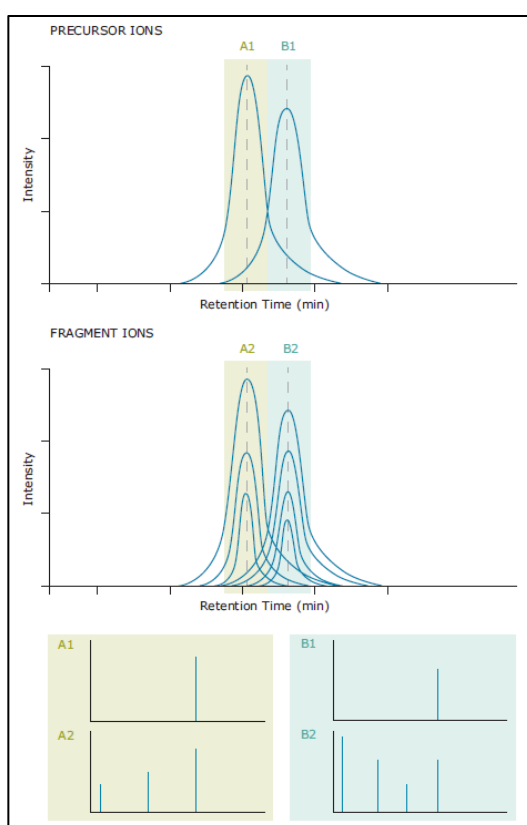 PRECURSOR IONS
A1 B1
Intensity
Retention Time (min)
FRAGMENT IONS
A2 B2
Intensity
Retention Time (min)
A1
A2
B1
B2